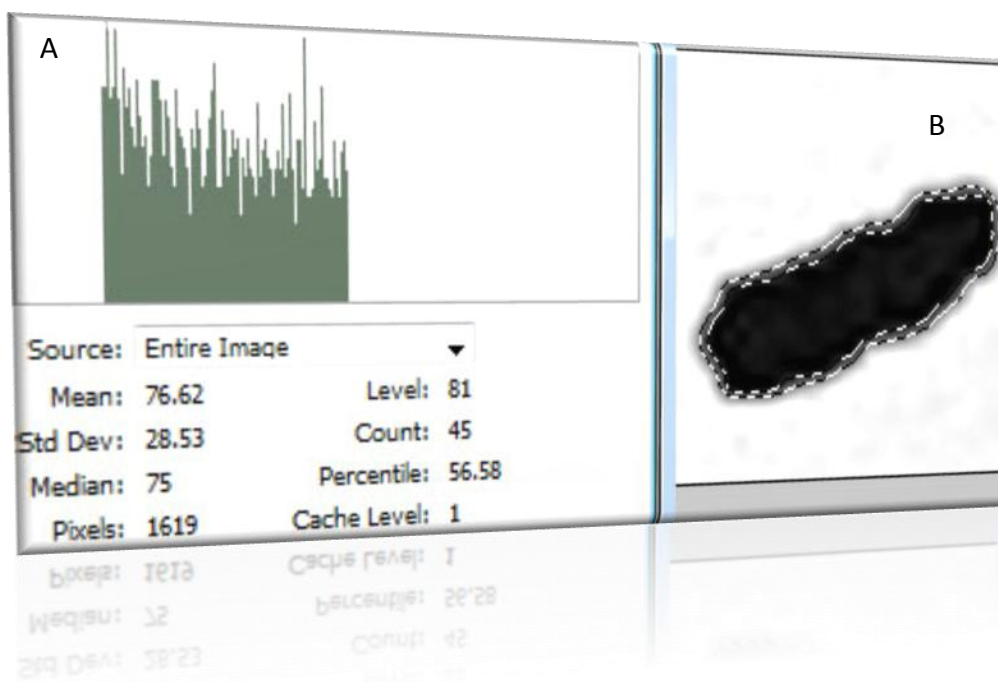 A
B
Source: Entire Image
Mean: 76.62 Level: 81
Std Dev: 28.53 Count: 45
Median: 75 Percentile: 56.58
Pixels: 1619 Cache Level: 1